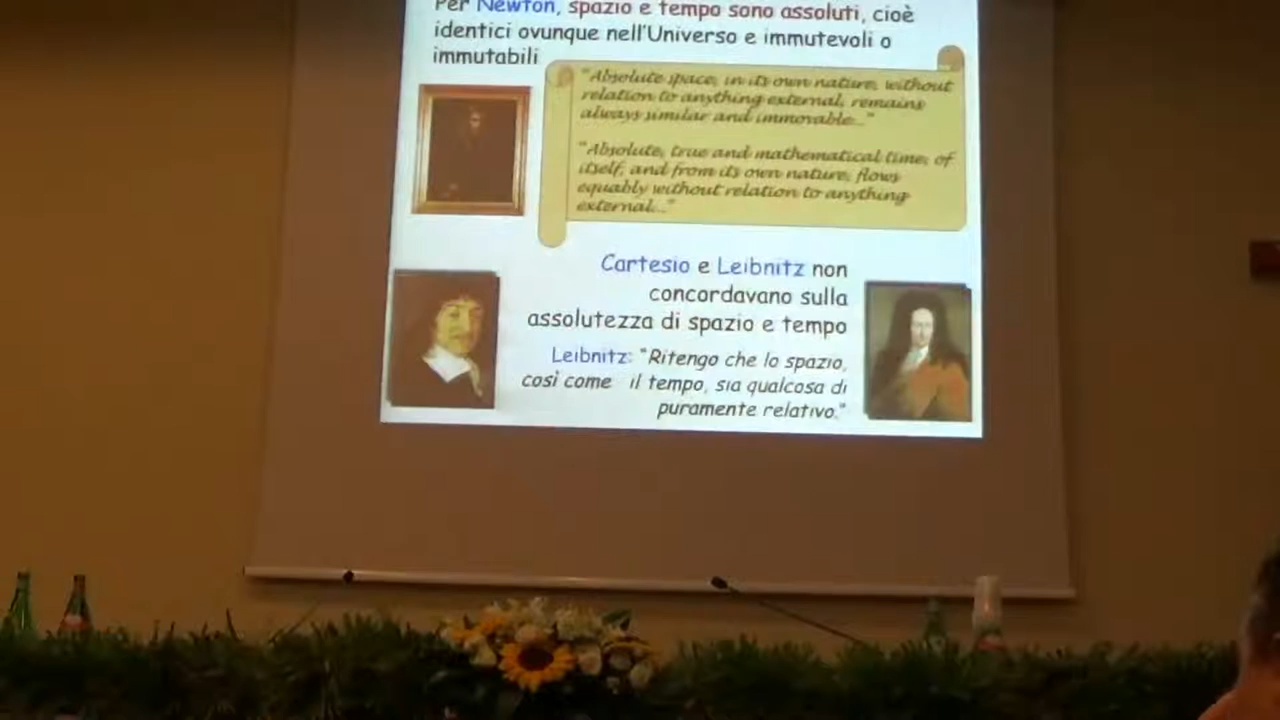 Per Newton, spazio e tempo sono assoluti, cioè
identici ovunque nell'Universo e immutevoli o
immutabili
"Absolute space, in its own nature, without
relation to anything external, remains
always similar and immovable..."
"Absolute, true and mathematical time, of
itself, and from its own nature, flows
equably without relation to anything
external..."
Cartesio e Leibnitz non
concordavano sulla
assolutezza di spazio e tempo
Leibnitz: "Ritengo che lo spazio,
così come il tempo, sia qualcosa di
puramente relativo."